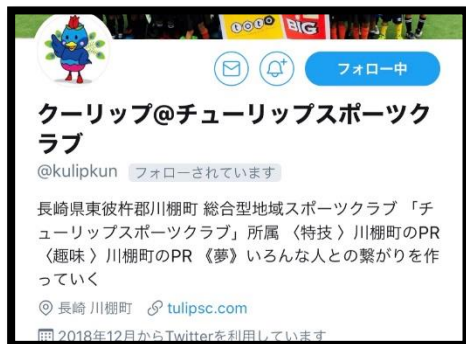 toto BIG
フォロー中
クーリップ@チューリップスポーツク
ラブ
@kulipkun フォローされています
長崎県東彼杵郡川棚町 総合型地域スポーツクラブ 「チ
ューリップスポーツクラブ」所属 〈特技 〉川棚町のPR
〈趣味 〉川棚町のPR 《夢》いろんな人との繋がりを作
っていく
長崎 川棚町 tulipsc.com
2018年12月からTwitterを利用しています